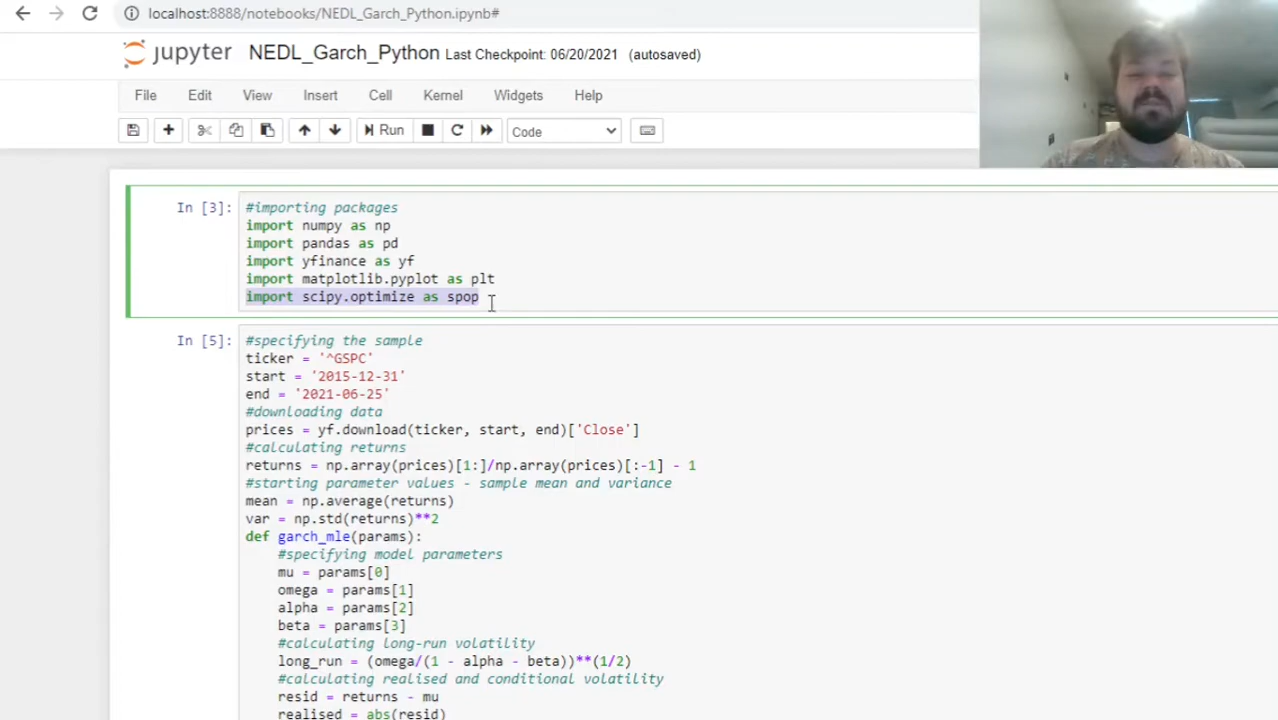 localhost:8888/notebooks/NEDL_Garch_Python.ipynb#
jupyter NEDL_Garch_Python Last Checkpoint: 06/20/2021 (autosaved)
File Edit View Insert Cell Kernel Widgets Help
Run Code
In [3]: #importing packages
import numpy as np
import pandas as pd
import yfinance as yf
import matplotlib.pyplot as plt
import scipy.optimize as spop
In [5]: #specifying the sample
ticker = '^GSPC'
start = '2015-12-31'
end = '2021-06-25'
#downloading data
prices = yf.download(ticker, start, end)['Close']
#calculating returns
returns = np.array(prices)[1:]/np.array(prices)[:-1] - 1
#starting parameter values - sample mean and variance
mean = np.average(returns)
var = np.std(returns)**2
def garch_mle(params):
    #specifying model parameters
    mu = params[0]
    omega = params[1]
    alpha = params[2]
    beta = params[3]
    #calculating long-run volatility
    long_run = (omega/(1 - alpha - beta))**(1/2)
    #calculating realised and conditional volatility
    resid = returns - mu
    realised = abs(resid)